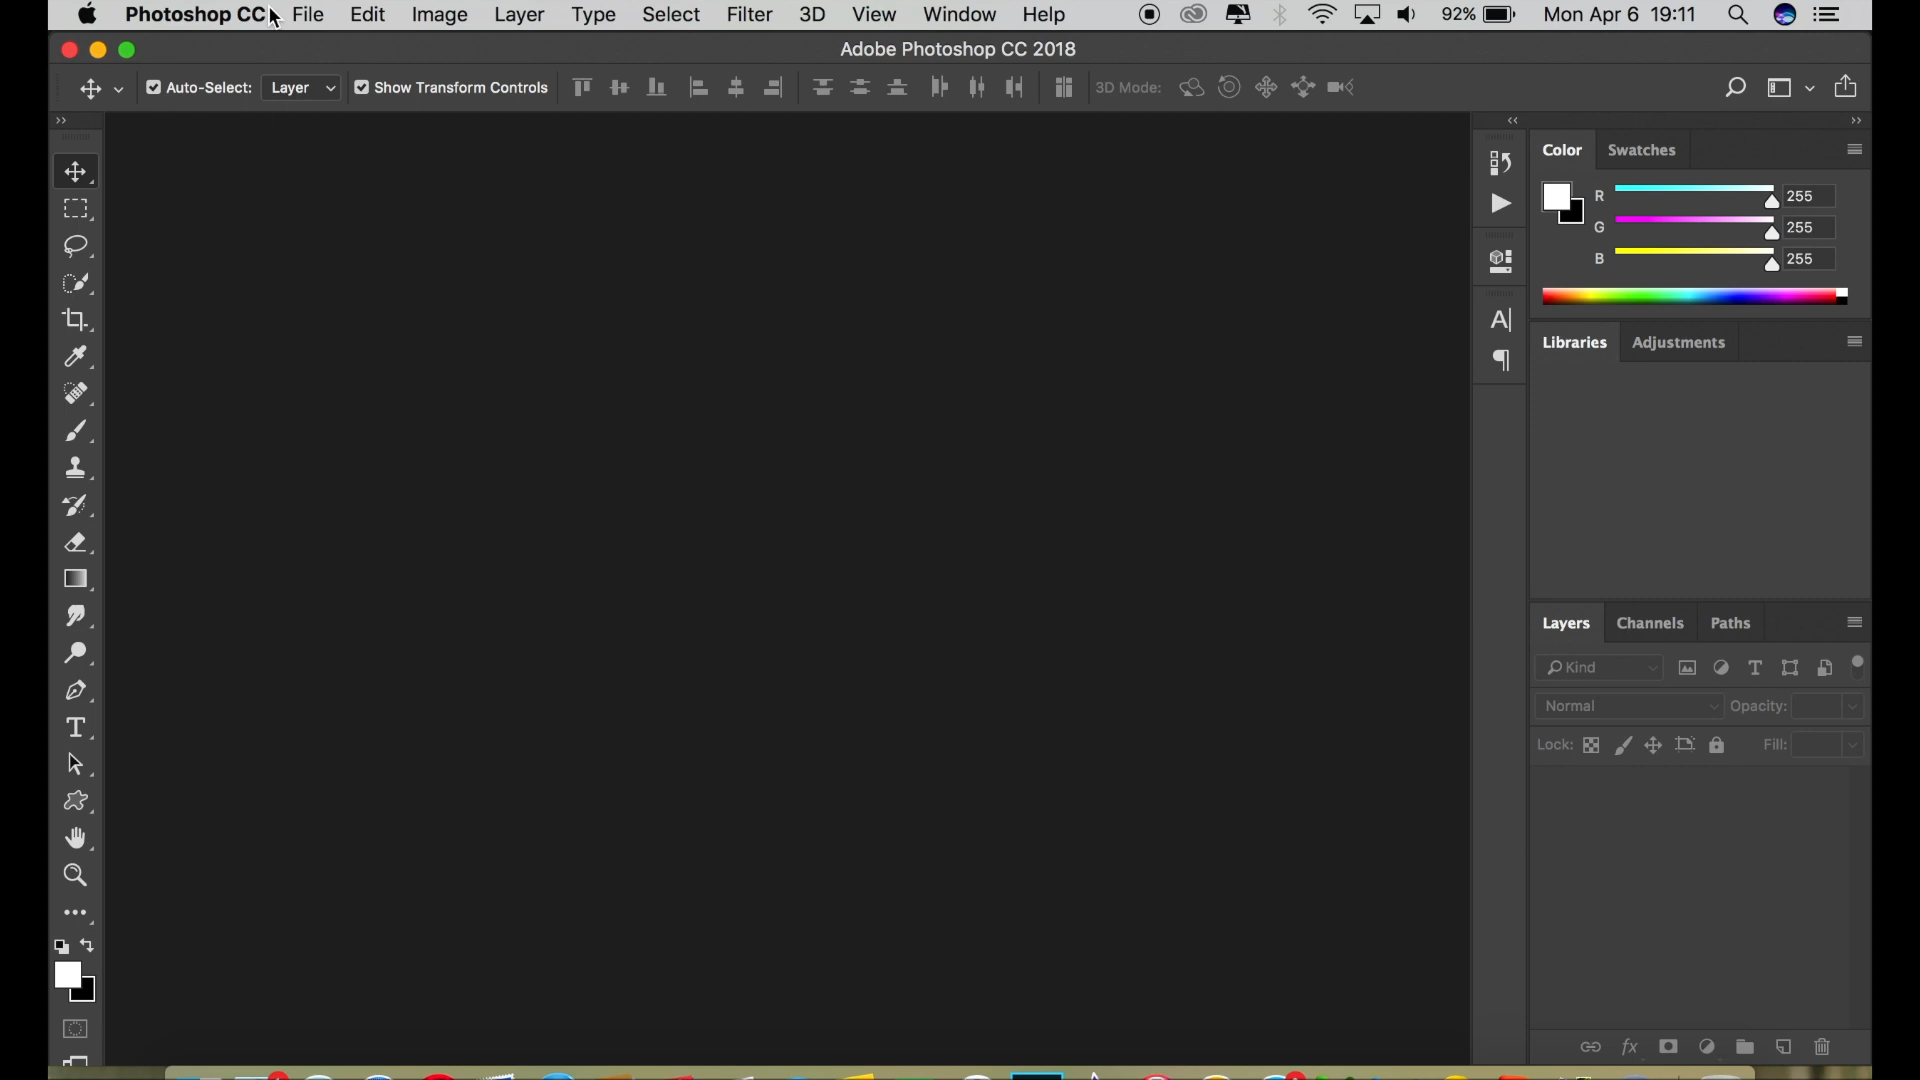 Photoshop CC File Edit Image Layer Type Select Filter 3D View Window Help 92% Mon Apr 6 19:11
Adobe Photoshop CC 2018
Auto-Select: Layer Show Transform Controls 3D Mode:
Color Swatches
R 255
G 255
B 255
Libraries Adjustments
Layers Channels Paths
Kind
Normal Opacity:
Lock: Fill:
fx